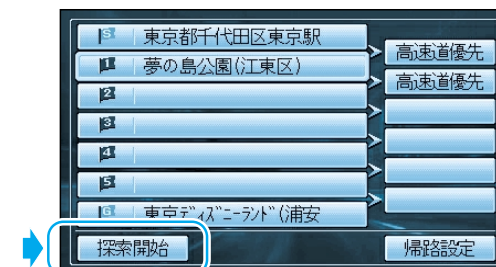 S 東京都千代田区東京駅
高速道優先
1 夢の島公園(江東区)
高速道優先
2
3
4
5
G 東京ディズニーランド(浦安
探索開始
帰路設定